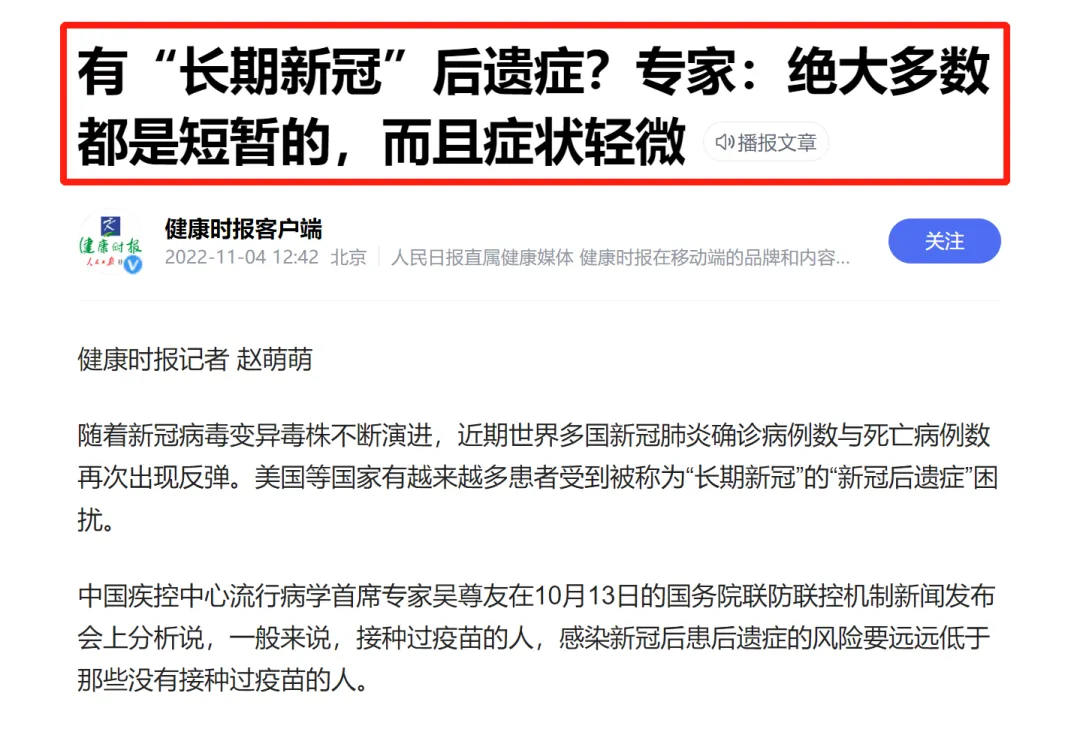 有“长期新冠”后遗症？专家：绝大多数
都是短暂的，而且症状轻微 播报文章
健康时报
人民日报
健康时报客户端
关注
2022-11-04 12:42 北京 人民日报直属健康媒体 健康时报在移动端的品牌和内容...
健康时报记者 赵萌萌
随着新冠病毒变异毒株不断演进，近期世界多国新冠肺炎确诊病例数与死亡病例数
再次出现反弹。美国等国家有越来越多患者受到被称为“长期新冠”的“新冠后遗症”困
扰。
中国疾控中心流行病学首席专家吴尊友在10月13日的国务院联防联控机制新闻发布
会上分析说，一般来说，接种过疫苗的人，感染新冠后患后遗症的风险要远远低于
那些没有接种过疫苗的人。